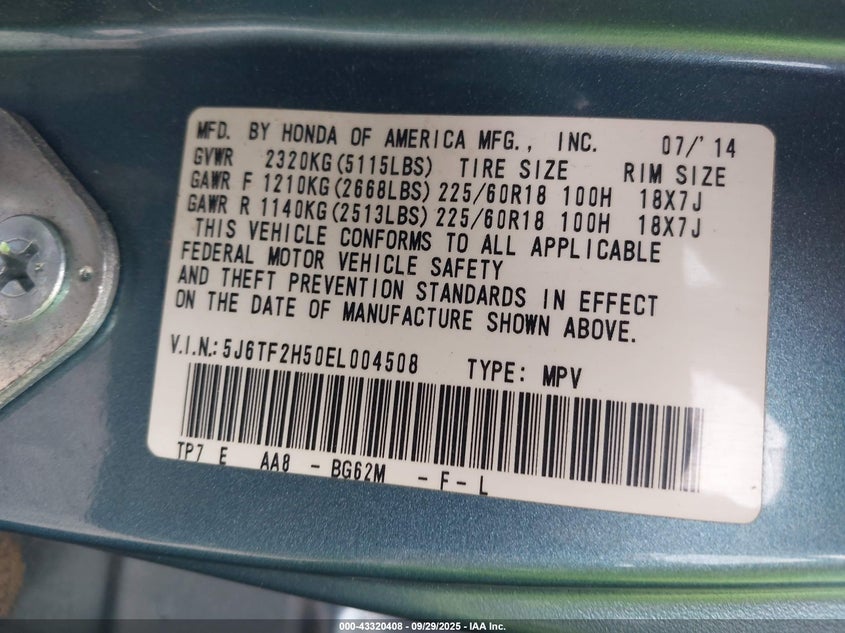 MFD. BY HONDA OF AMERICA MFG., INC. 07/'14
GVWR 2320KG(5115LBS) TIRE SIZE RIM SIZE
GAWR F 1210KG(2668LBS) 225/60R18 100H 18X7J
GAWR R 1140KG(2513LBS) 225/60R18 100H 18X7J
THIS VEHICLE CONFORMS TO ALL APPLICABLE
FEDERAL MOTOR VEHICLE SAFETY
AND THEFT PREVENTION STANDARDS IN EFFECT
ON THE DATE OF MANUFACTURE SHOWN ABOVE.
V.I.N.: 5J6TF2H50EL004508 TYPE: MPV
TP7 E AA8 - BG62M - F - L
000-43320408 - 09/29/2025 - IAA Inc.